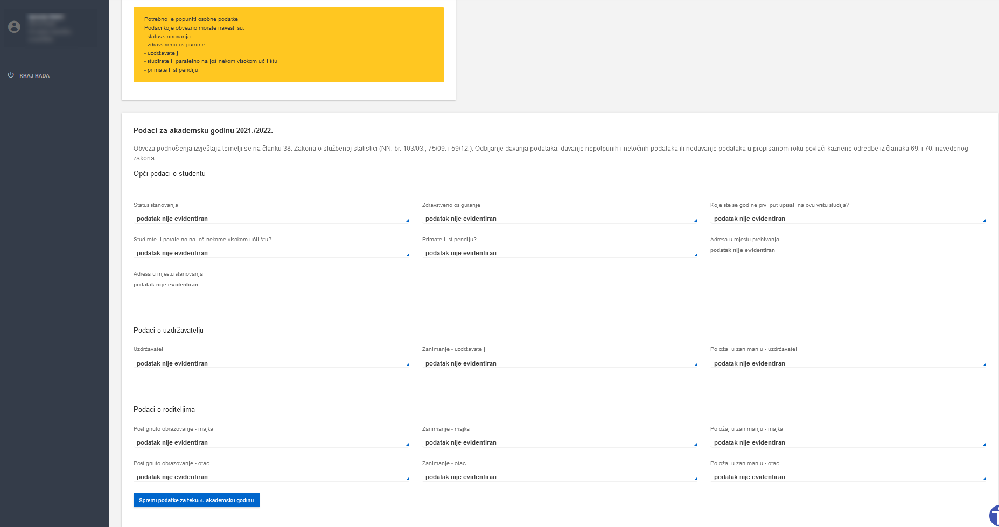 KRAJ RADA
Potrebno je popuniti osobne podatke.
Podaci koje obvezno morate navesti su:
- status stanovanja
- zdravstveno osiguranje
- uzdržavatelj
- studirate li paralelno na još nekom visokom učilištu
- primate li stipendiju
Podaci za akademsku godinu 2021./2022.
Obveza podnošenja izvještaja temelji se na članku 38. Zakona o službenoj statistici (NN, br. 103/03., 75/09. i 59/12.). Odbijanje davanja podataka, davanje nepotpunih i netočnih podataka ili nedavanje podataka u propisanom roku povlači kaznene odredbe iz članaka 69. i 70. navedenog
zakona.
Opći podaci o studentu
Status stanovanja
podatak nije evidentiran
Zdravstveno osiguranje
podatak nije evidentiran
Koje ste se godine prvi put upisali na ovu vrstu studija?
podatak nije evidentiran
Studirate li paralelno na još nekome visokom učilištu?
podatak nije evidentiran
Primate li stipendiju?
podatak nije evidentiran
Adresa u mjestu prebivanja
podatak nije evidentiran
Adresa u mjestu stanovanja
podatak nije evidentiran
Podaci o uzdržavatelju
Uzdržavatelj
podatak nije evidentiran
Zanimanje - uzdržavatelj
podatak nije evidentiran
Položaj u zanimanju - uzdržavatelj
podatak nije evidentiran
Podaci o roditeljima
Postignuto obrazovanje - majka
podatak nije evidentiran
Zanimanje - majka
podatak nije evidentiran
Položaj u zanimanju - majka
podatak nije evidentiran
Postignuto obrazovanje - otac
podatak nije evidentiran
Zanimanje - otac
podatak nije evidentiran
Položaj u zanimanju - otac
podatak nije evidentiran
Spremi podatke za tekuću akademsku godinu